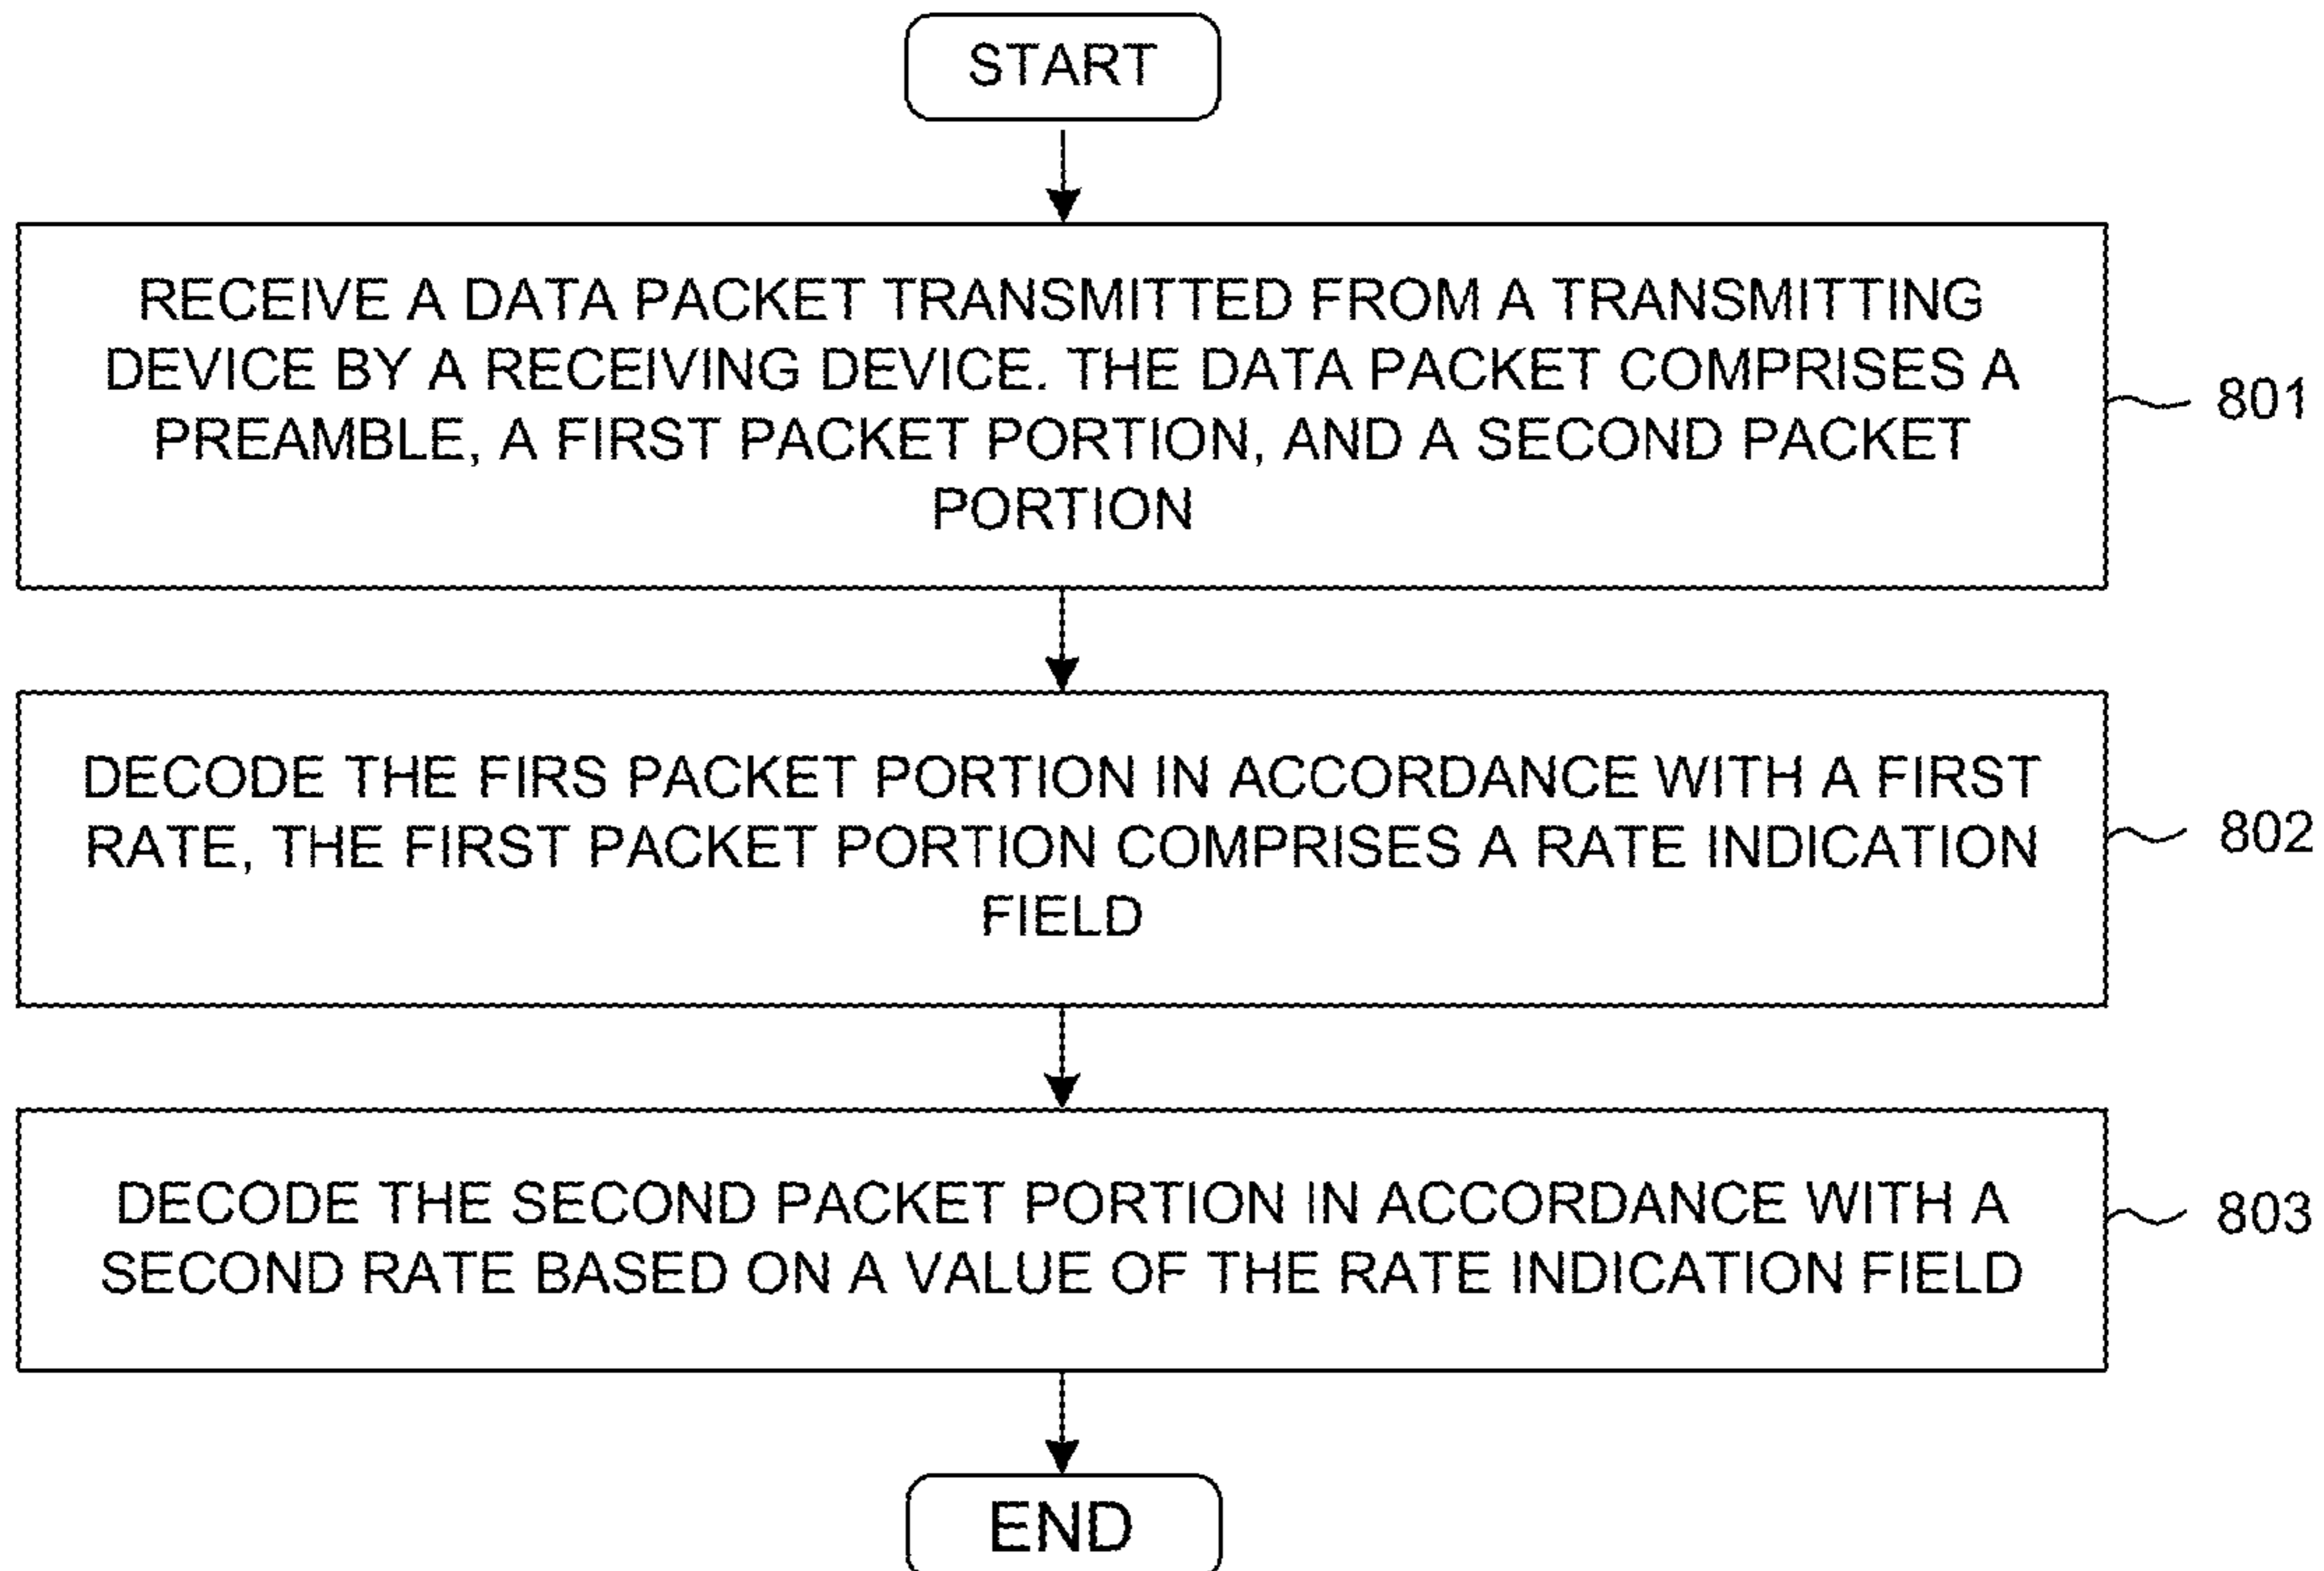 START
RECEIVE A DATA PACKET TRANSMITTED FROM A TRANSMITTING
DEVICE BY A RECEIVING DEVICE. THE DATA PACKET COMPRISES A
PREAMBLE, A FIRST PACKET PORTION, AND A SECOND PACKET
PORTION
801
DECODE THE FIRS PACKET PORTION IN ACCORDANCE WITH A FIRST
RATE, THE FIRST PACKET PORTION COMPRISES A RATE INDICATION
FIELD
802
DECODE THE SECOND PACKET PORTION IN ACCORDANCE WITH A
SECOND RATE BASED ON A VALUE OF THE RATE INDICATION FIELD
803
END